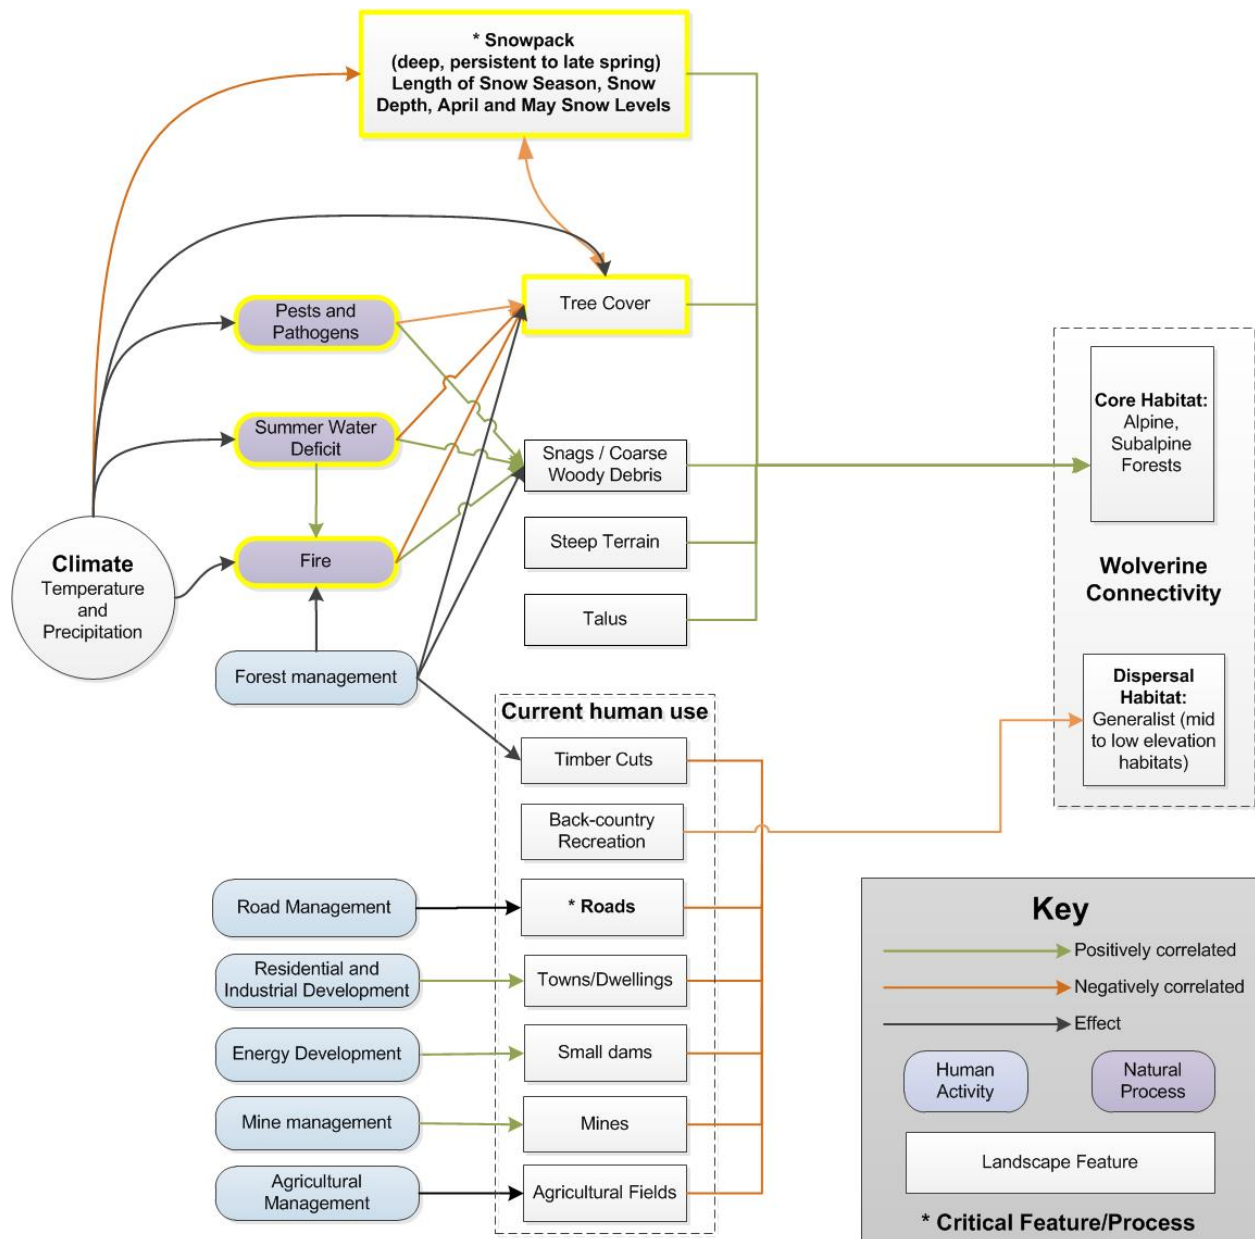 * Snowpack
(deep, persistent to late spring)
Length of Snow Season, Snow
Depth, April and May Snow Levels
Pests and
Pathogens
Tree Cover
Summer Water
Deficit
Snags / Coarse
Woody Debris
Core Habitat:
Alpine,
Subalpine
Forests
Climate
Temperature
and
Precipitation
Fire
Steep Terrain
Wolverine
Connectivity
Talus
Forest management
Dispersal
Habitat:
Generalist (mid
to low elevation
habitats)
Current human use
Timber Cuts
Back-country
Recreation
Road Management
* Roads
Residential and
Industrial Development
Towns/Dwellings
Energy Development
Small dams
Mine management
Mines
Agricultural
Management
Agricultural Fields
Key
Positively correlated
Negatively correlated
Effect
Human
Activity
Natural
Process
Landscape Feature
* Critical Feature/Process